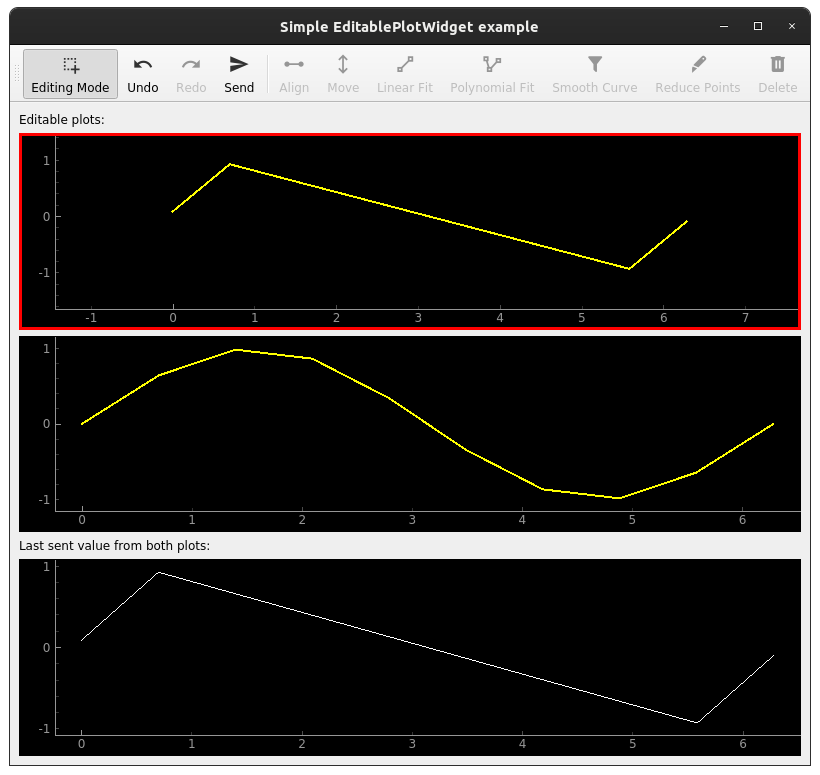 Simple EditablePlotWidget example
Editing Mode Undo Redo Send Align Move Linear Fit Polynomial Fit Smooth Curve Reduce Points Delete
Editable plots:
1
0
-1
-1 0 1 2 3 4 5 6 7
1
0
-1
0 1 2 3 4 5 6
Last sent value from both plots:
1
0
-1
0 1 2 3 4 5 6